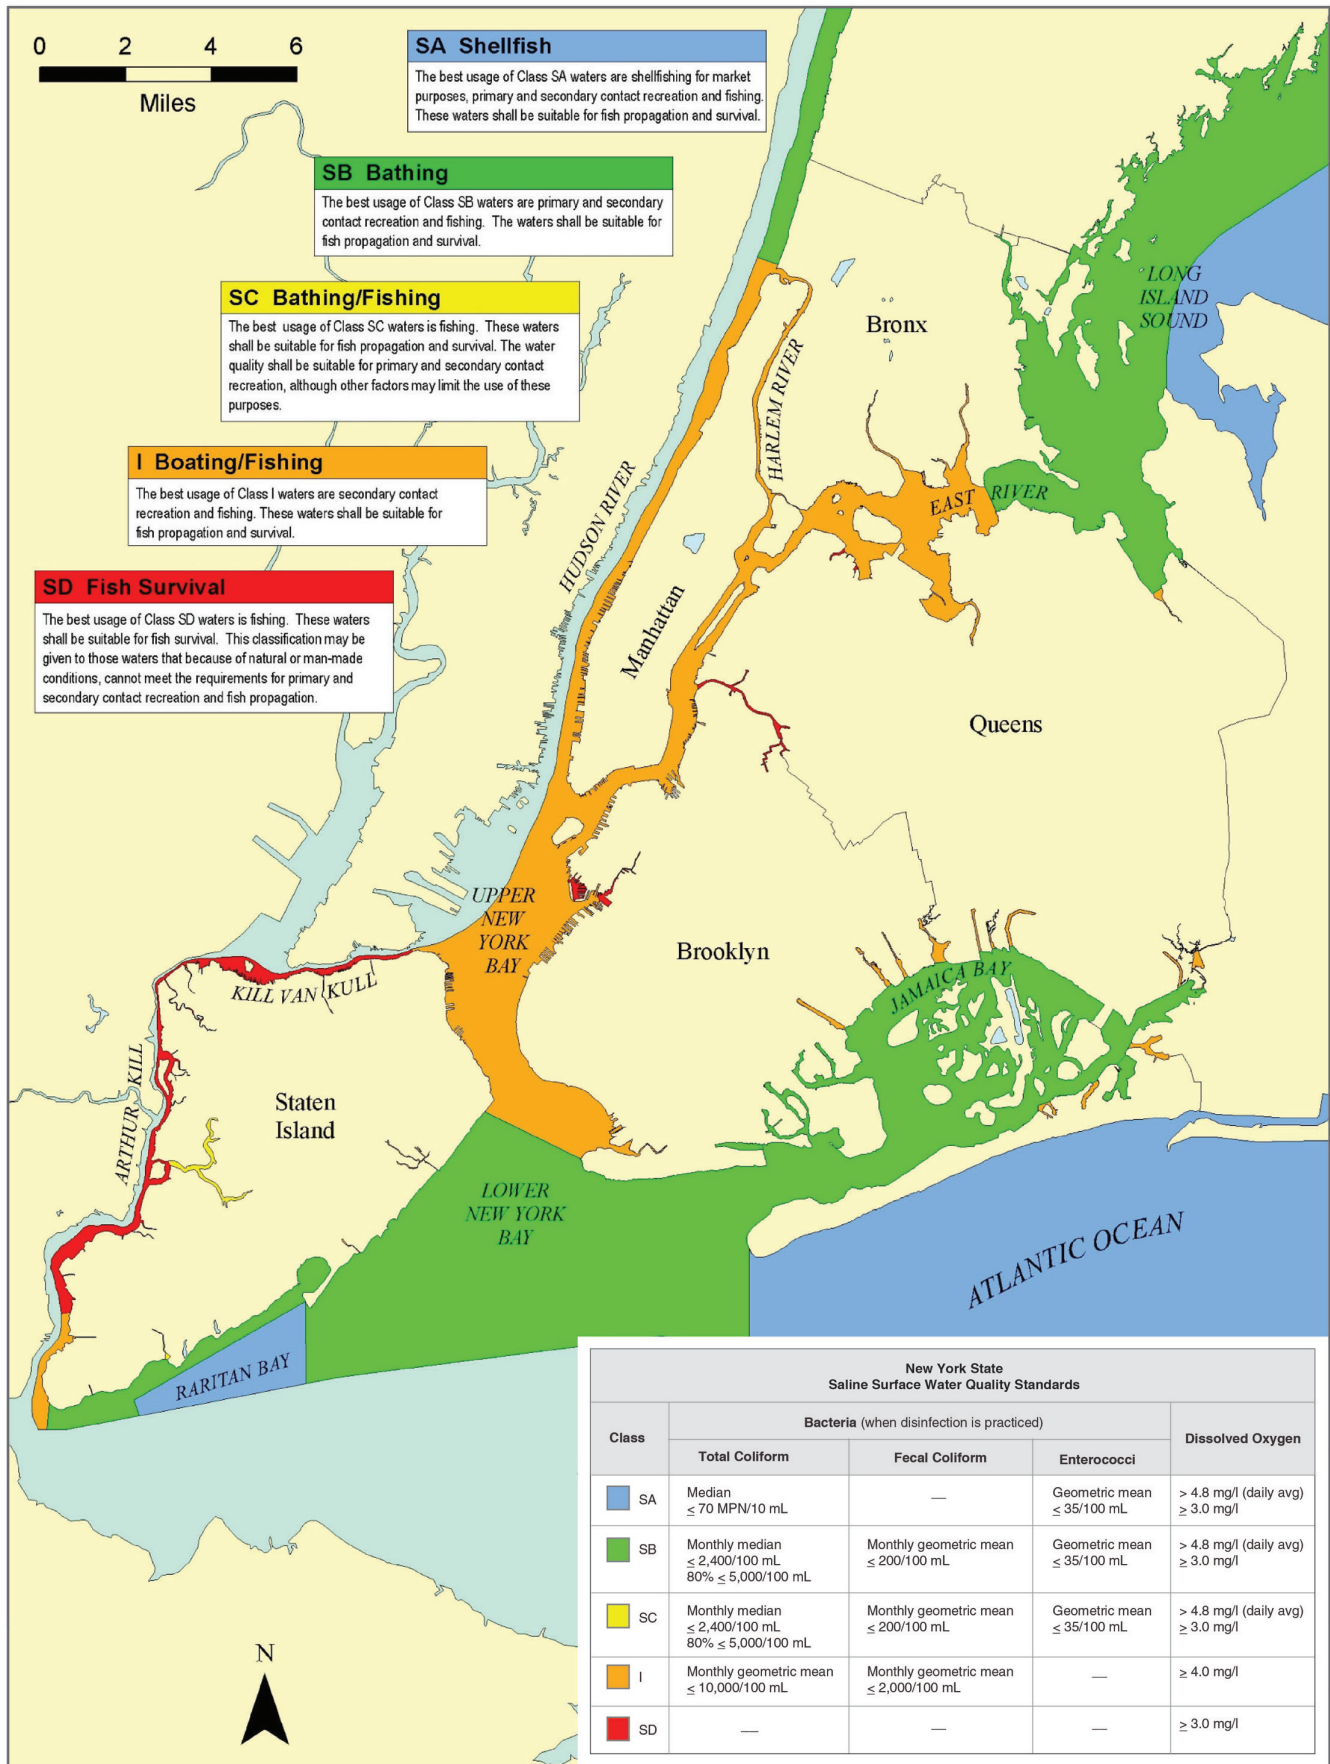 0 2 4 6
Miles
SA Shellfish
The best usage of Class SA waters are shellfishing for market
purposes, primary and secondary contact recreation and fishing.
These waters shall be suitable for fish propagation and survival.
SB Bathing
The best usage of Class SB waters are primary and secondary
contact recreation and fishing. The waters shall be suitable for
fish propagation and survival.
SC Bathing/Fishing
The best usage of Class SC waters is fishing. These waters
shall be suitable for fish propagation and survival. The water
quality shall be suitable for primary and secondary contact
recreation, although other factors may limit the use of these
purposes.
I Boating/Fishing
The best usage of Class I waters are secondary contact
recreation and fishing. These waters shall be suitable for
fish propagation and survival.
SD Fish Survival
The best usage of Class SD waters is fishing. These waters
shall be suitable for fish survival. This classification may be
given to those waters that because of natural or man-made
conditions, cannot meet the requirements for primary and
secondary contact recreation and fish propagation.
LONG
ISLAND
SOUND
Bronx
HARLEM RIVER
EAST RIVER
HUDSON RIVER
Manhattan
Queens
UPPER
NEW
YORK
BAY
Brooklyn
JAMAICA BAY
KILL VAN KULL
ARTHUR KILL
Staten
Island
LOWER
NEW YORK
BAY
ATLANTIC OCEAN
RARITAN BAY
N
New York State
Saline Surface Water Quality Standards
Class
Bacteria (when disinfection is practiced)
Dissolved Oxygen
Total Coliform Fecal Coliform Enterococci
SA Median — Geometric mean > 4.8 mg/l (daily avg)
≤ 70 MPN/10 mL ≤ 35/100 mL ≥ 3.0 mg/l
SB Monthly median Monthly geometric mean Geometric mean > 4.8 mg/l (daily avg)
≤ 2,400/100 mL ≤ 200/100 mL ≤ 35/100 mL ≥ 3.0 mg/l
80% ≤ 5,000/100 mL
SC Monthly median Monthly geometric mean Geometric mean > 4.8 mg/l (daily avg)
≤ 2,400/100 mL ≤ 200/100 mL ≤ 35/100 mL ≥ 3.0 mg/l
80% ≤ 5,000/100 mL
I Monthly geometric mean Monthly geometric mean — ≥ 4.0 mg/l
≤ 10,000/100 mL ≤ 2,000/100 mL
SD — — — ≥ 3.0 mg/l